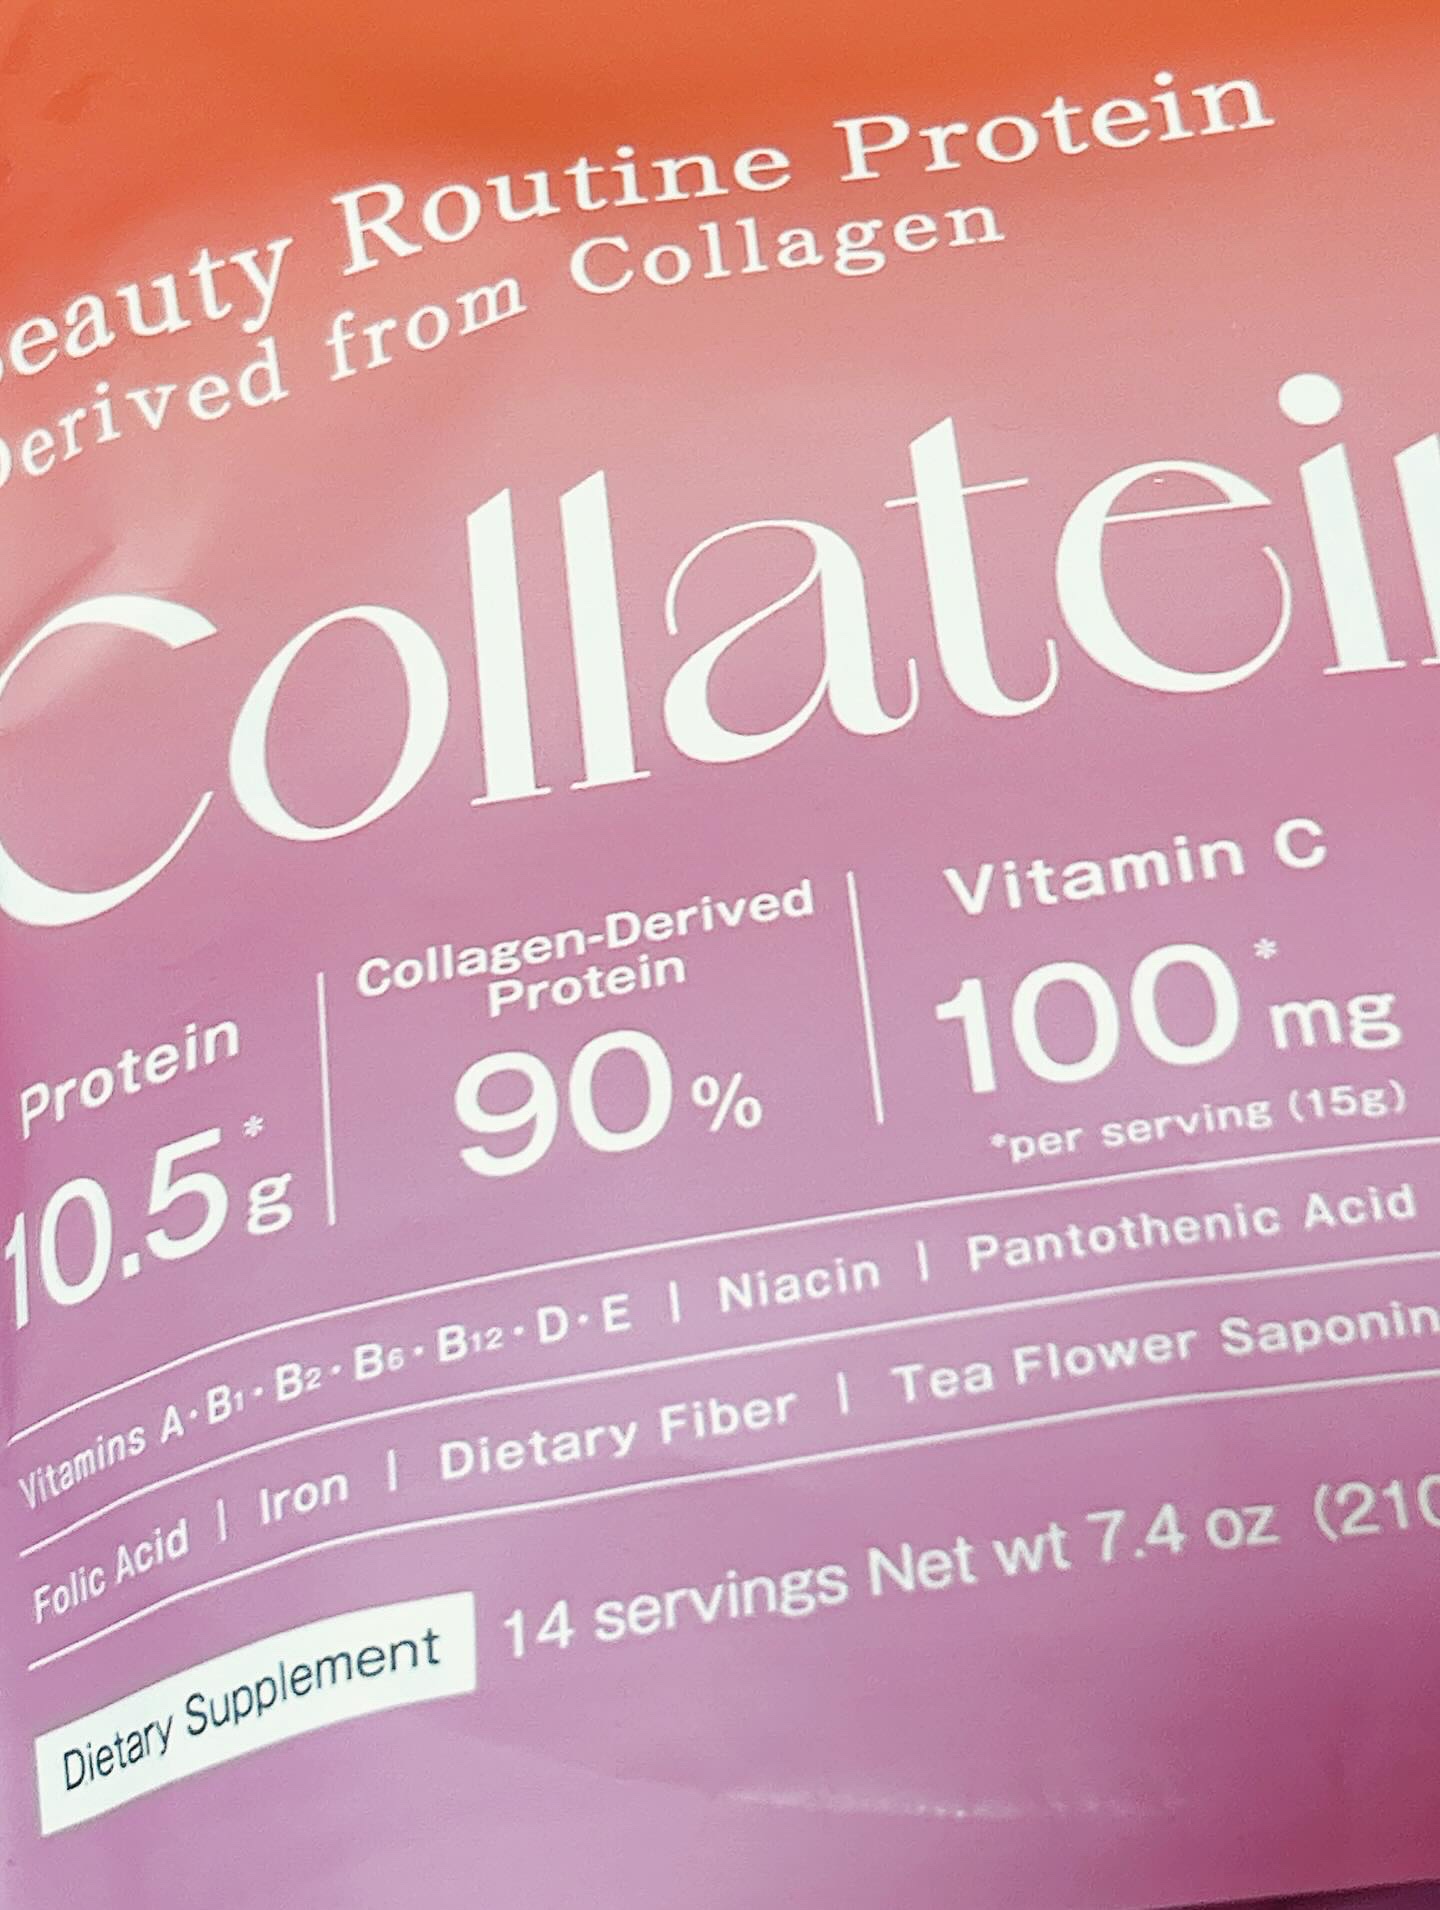 Beauty Routine Protein
Derived from Collagen
Collatein
Protein
10.5*g
Collagen-Derived
Protein
90%
Vitamin C
100*mg
*per serving (15g)
Vitamins A·B1·B2·B6·B12·D·E | Niacin | Pantothenic Acid
Folic Acid | Iron | Dietary Fiber | Tea Flower Saponin
Dietary Supplement
14 servings Net wt 7.4 oz (210